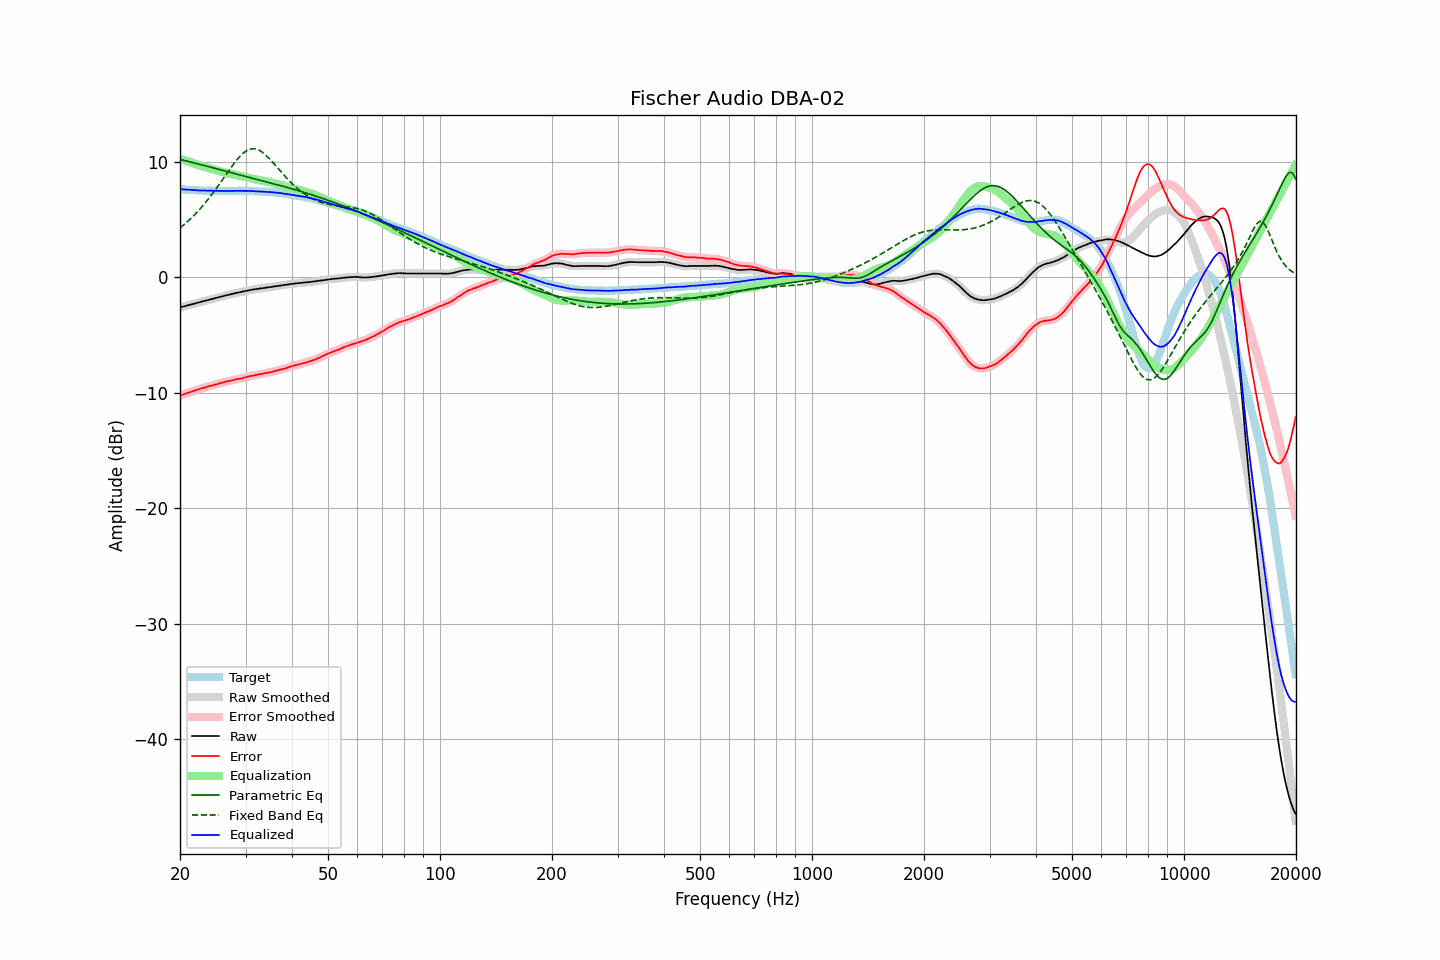 Fischer Audio DBA-02
10
0
−10
−20
−30
−40
Amplitude (dBr)
Target
Raw Smoothed
Error Smoothed
Raw
Error
Equalization
Parametric Eq
Fixed Band Eq
Equalized
20 50 100 200 500 1000 2000 5000 10000 20000
Frequency (Hz)